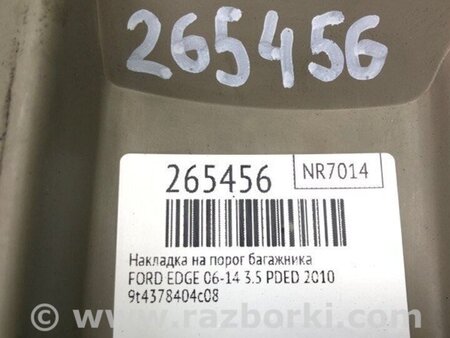 265456
265456 NR7014
Накладка на порог багажника
FORD EDGE 06-14 3.5 PDED 2010
9t4378404c08
www.razborki.com